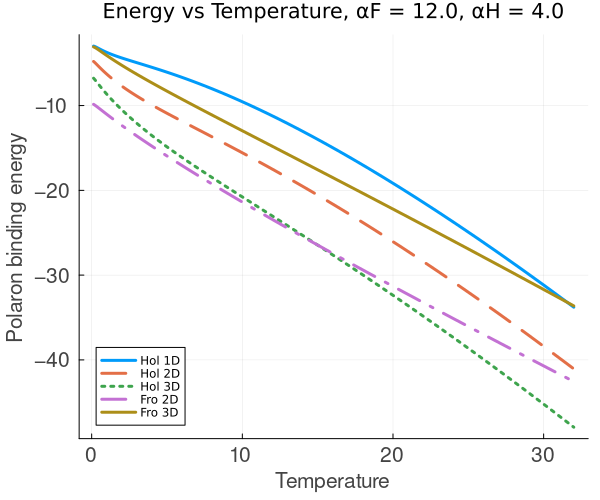 Energy vs Temperature, αF = 12.0, αH = 4.0
Polaron binding energy
−10
−20
−30
−40
Hol 1D
Hol 2D
Hol 3D
Fro 2D
Fro 3D
0
10
20
30
Temperature